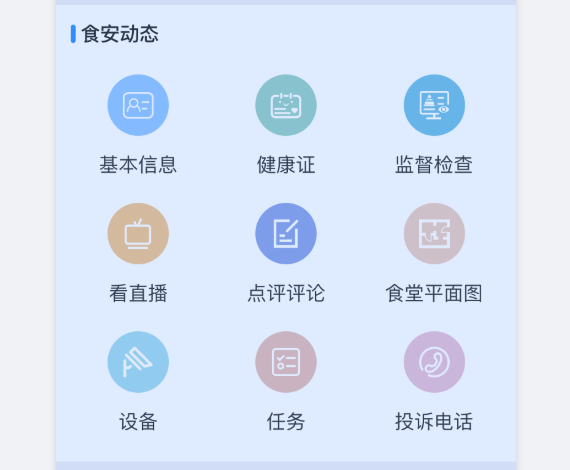 食安动态
基本信息 健康证 监督检查
看直播 点评评论 食堂平面图
设备 任务 投诉电话